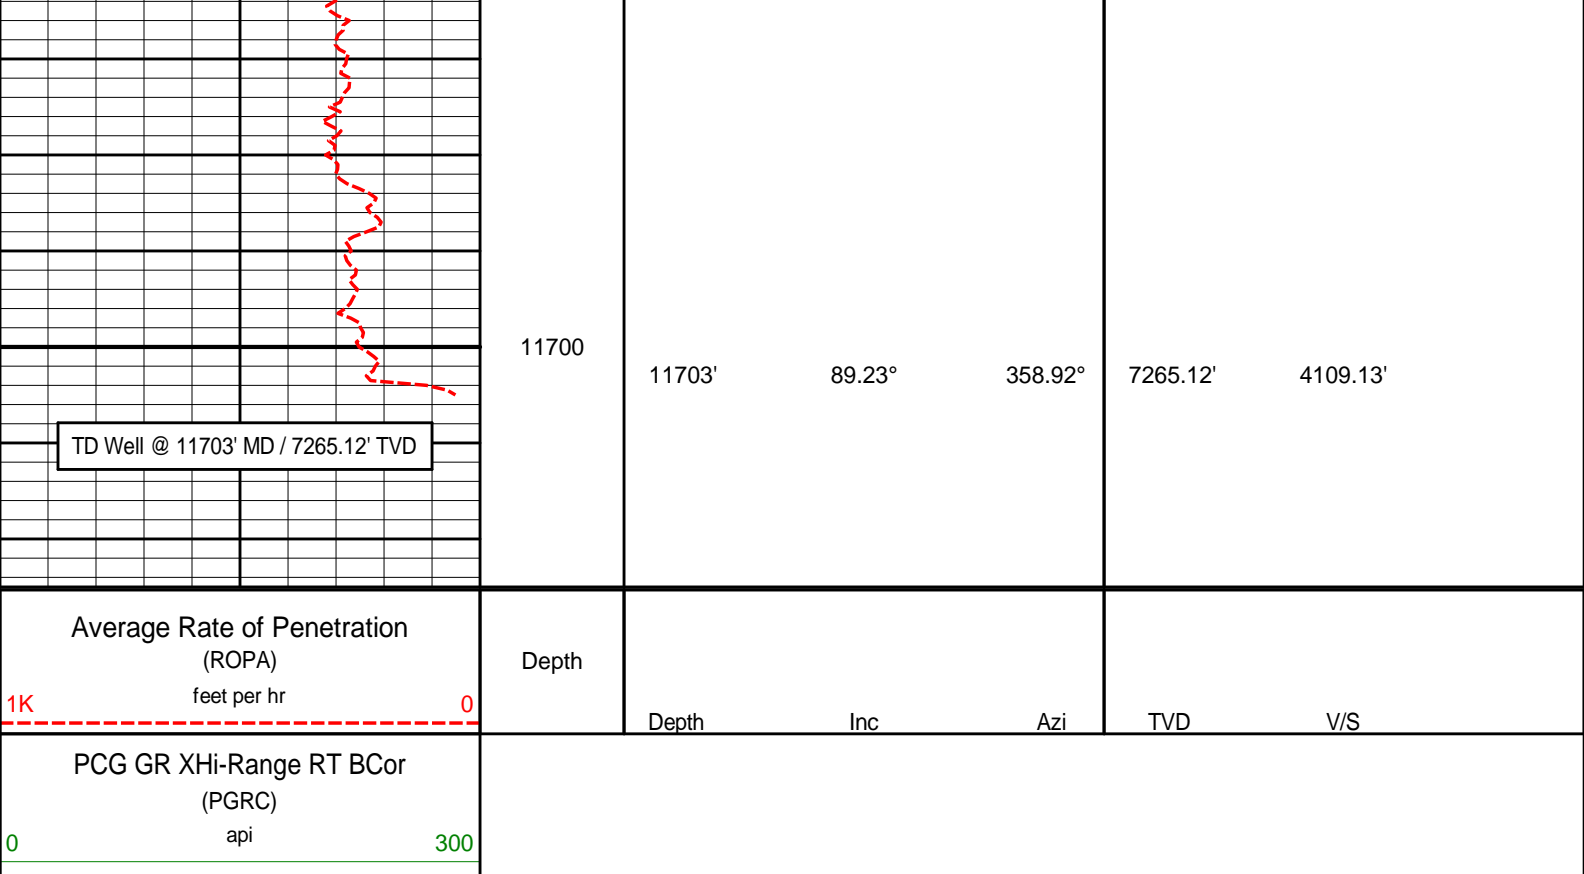 11700
11703' 89.23° 358.92° 7265.12' 4109.13'
TD Well @ 11703' MD / 7265.12' TVD
Average Rate of Penetration
(ROPA)
feet per hr
1K 0
Depth
Depth Inc Azi TVD V/S
PCG GR XHi-Range RT BCor
(PGRC)
api
0 300